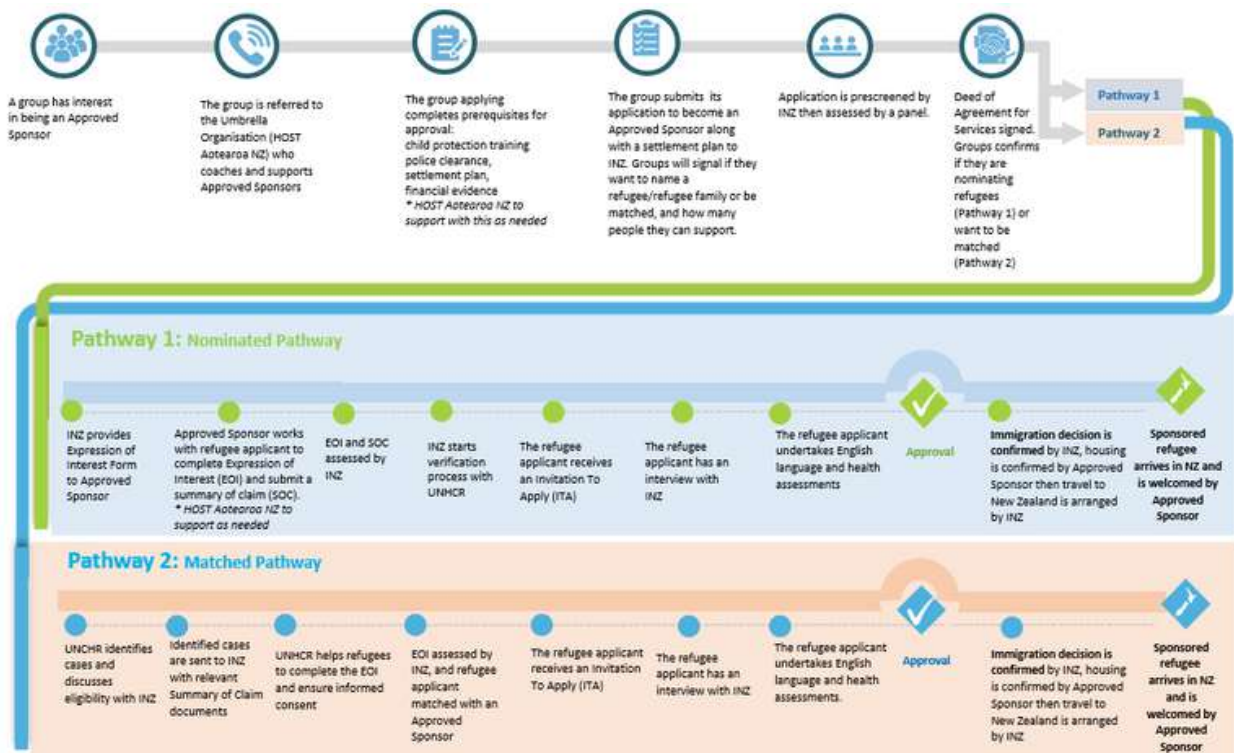 A group has interest
in being an Approved
Sponsor
The group is referred to
the Umbrella
Organisation (HOST
Aotearoa NZ) who
coaches and supports
Approved Sponsors
The group applying
completes prerequisites for
approval:
child protection training
police clearance,
settlement plan,
financial evidence
* HOST Aotearoa NZ to
support with this as needed
The group submits its
application to become an
Approved Sponsor along
with a settlement plan to
INZ. Groups will signal if they
want to name a
refugee/refugee family or be
matched, and how many
people they can support.
Application is prescreened by
INZ then assessed by a panel.
Deed of
Agreement for
Services signed.
Groups confirms
if they are
nominating
refugees
(Pathway 1) or
want to be
matched
(Pathway 2)
Pathway 1
Pathway 2
Pathway 1: Nominated Pathway
INZ provides
Expression of
Interest Form
to Approved
Sponsor
Approved Sponsor works
with refugee applicant to
complete Expression of
Interest (EOI) and submit a
summary of claim (SOC).
* HOST Aotearoa NZ to
support as needed
EOI and SOC
assessed by
INZ
INZ starts
verification
process with
UNHCR
The refugee
applicant receives
an Invitation To
Apply (ITA)
The refugee
applicant has an
interview with
INZ
The refugee applicant
undertakes English
language and health
assessments
Approval
Immigration decision is
confirmed by INZ, housing
is confirmed by Approved
Sponsor then travel to
New Zealand is arranged
by INZ
Sponsored
refugee
arrives in NZ and
is welcomed by
Approved
Sponsor
Pathway 2: Matched Pathway
UNCHR identifies
cases and
discusses
eligibility with INZ
Identified cases
are sent to INZ
with relevant
Summary of Claim
documents
UNHCR helps refugees
to complete the EOI
and ensure informed
consent
EOI assessed by
INZ, and refugee
applicant
matched with an
Approved
Sponsor
The refugee applicant
receives an Invitation
To Apply (ITA)
The refugee
applicant has an
interview with INZ
The refugee applicant
undertakes English
language and health
assessments.
Approval
Immigration decision is
confirmed by INZ, housing
is confirmed by Approved
Sponsor then travel to
New Zealand is arranged
by INZ
Sponsored
refugee
arrives in NZ
and is
welcomed by
Approved
Sponsor